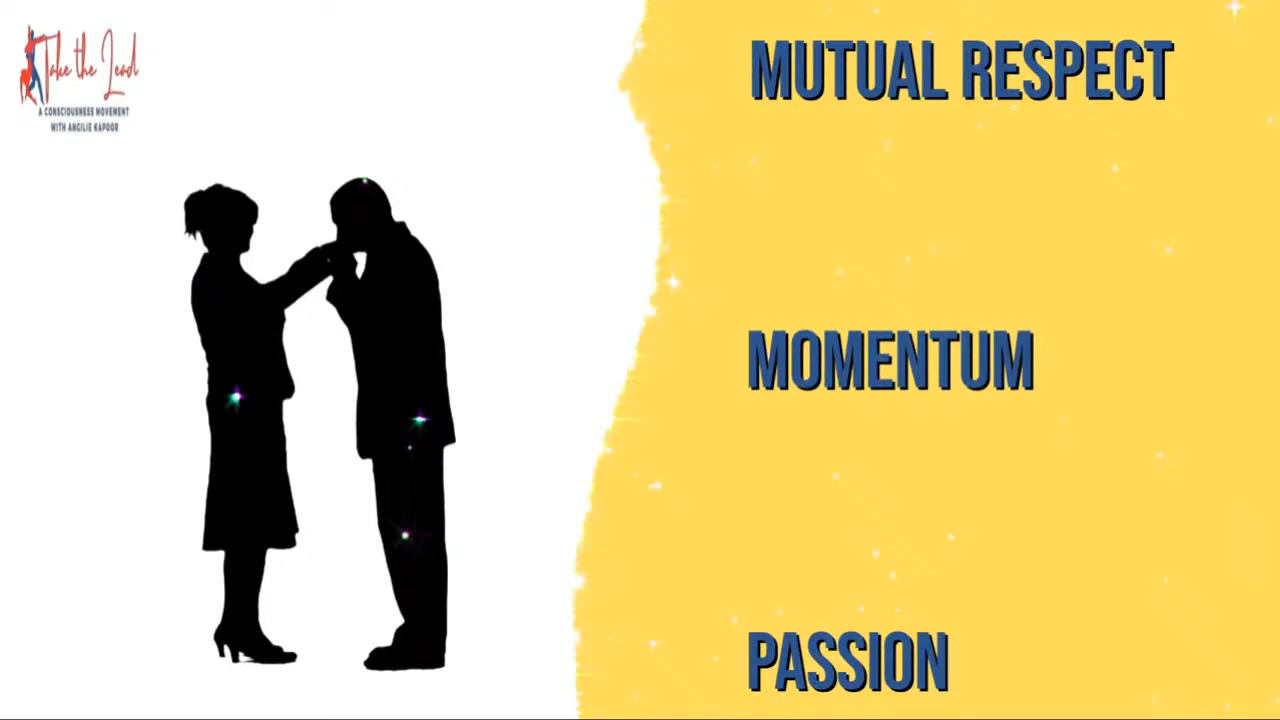 Take the Lead
A CONSCIOUSNESS MOVEMENT
WITH ANGILIE KAPOOR
MUTUAL RESPECT
MOMENTUM
PASSION